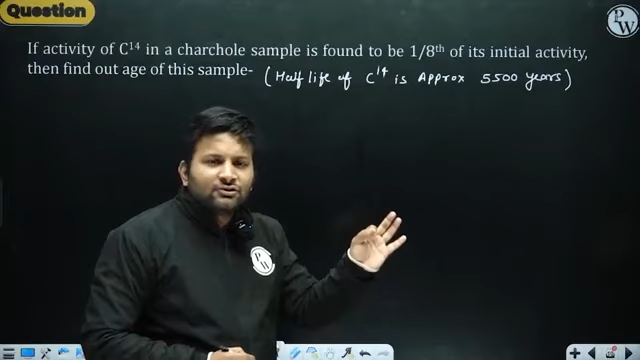 Question
PW
If activity of C¹⁴ in a charchole sample is found to be 1/8ᵗʰ of its initial activity,
then find out age of this sample- (Half life of C¹⁴ is Approx 5500 years)
PW